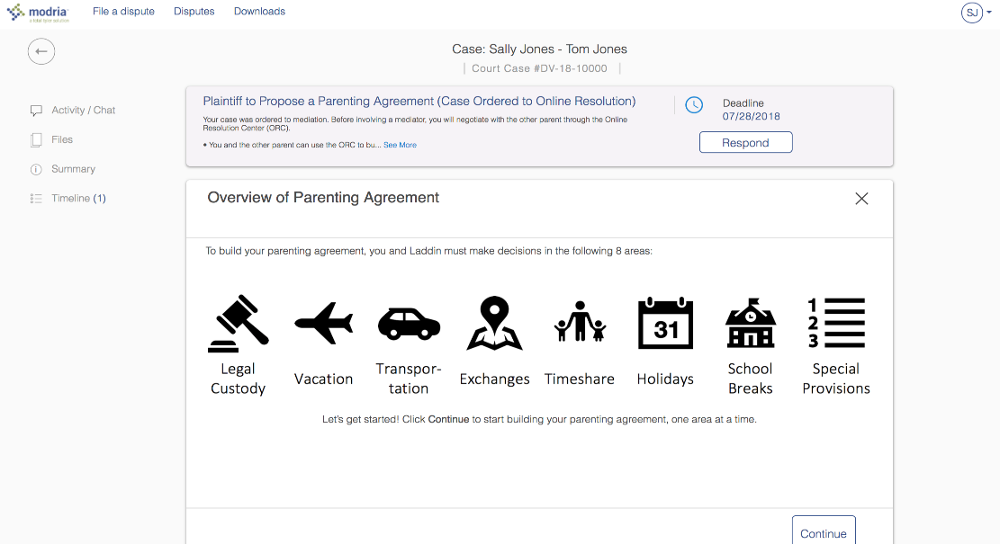 modria
a tyler tyler solution
File a dispute
Disputes
Downloads
SJ
Case: Sally Jones - Tom Jones
| Court Case #DV-18-10000 |
Activity / Chat
Files
Summary
Timeline (1)
Plaintiff to Propose a Parenting Agreement (Case Ordered to Online Resolution)
Your case was ordered to mediation. Before involving a mediator, you will negotiate with the other parent through the Online
Resolution Center (ORC).
• You and the other parent can use the ORC to bu... See More
Deadline
07/28/2018
Respond
Overview of Parenting Agreement
To build your parenting agreement, you and Laddin must make decisions in the following 8 areas:
31
1
2
3
Legal
Custody
Vacation
Transpor-
tation
Exchanges
Timeshare
Holidays
School
Breaks
Special
Provisions
Let's get started! Click Continue to start building your parenting agreement, one area at a time.
Continue